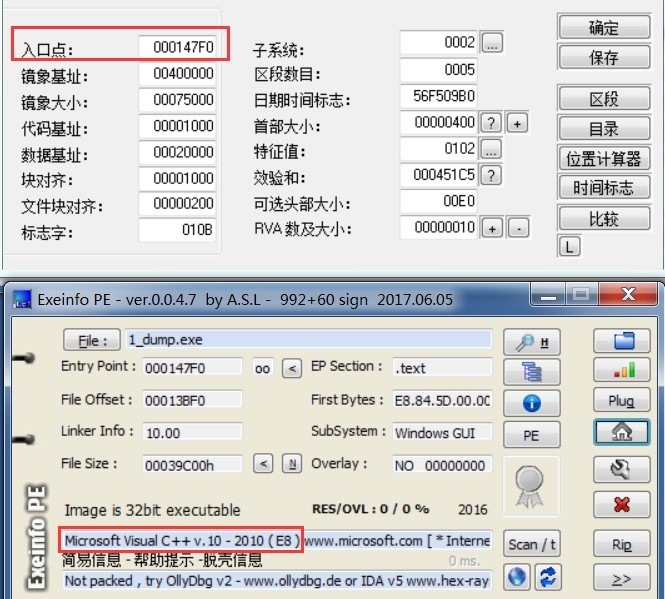 入口点: 000147F0 子系统: 0002 ... 确定
镜象基址: 00400000 区段数目: 0005 保存
镜象大小: 00075000 日期时间标志: 56F509B0 区段
代码基址: 00001000 首部大小: 00000400 ? + 目录
数据基址: 00020000 特征值: 0102 ... 位置计算器
块对齐: 00001000 效验和: 000451C5 ? 时间标志
文件块对齐: 00000200 可选头部大小: 00E0 比较
标志字: 010B RVA 数及大小: 00000010 + - L
Exeinfo PE - ver.0.0.4.7 by A.S.L - 992+60 sign 2017.06.05
File : 1_dump.exe H
Entry Point : 000147F0 oo < EP Section : .text
File Offset : 00013BF0 First Bytes : E8.84.5D.00.00 Plug
Linker Info : 10.00 SubSystem : Windows GUI PE
File Size : 00039C00h < N Overlay : NO 00000000
Image is 32bit executable RES/OVL : 0 / 0 % 2016
Microsoft Visual C++ v.10 - 2010 ( E8 ) www.microsoft.com [ * Interne Scan / t Rip
简易信息 - 帮助提示 -脱壳信息 0 ms.
Not packed , try OllyDbg v2 - www.ollydbg.de or IDA v5 www.hex-ray >>
Exeinfo PE